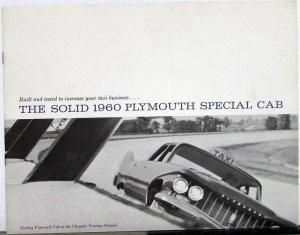 Built and tested to increase your taxi business . . .
THE SOLID 1960 PLYMOUTH SPECIAL CAB
TAXI
Testing Plymouth Cab at the Chrysler Proving Ground